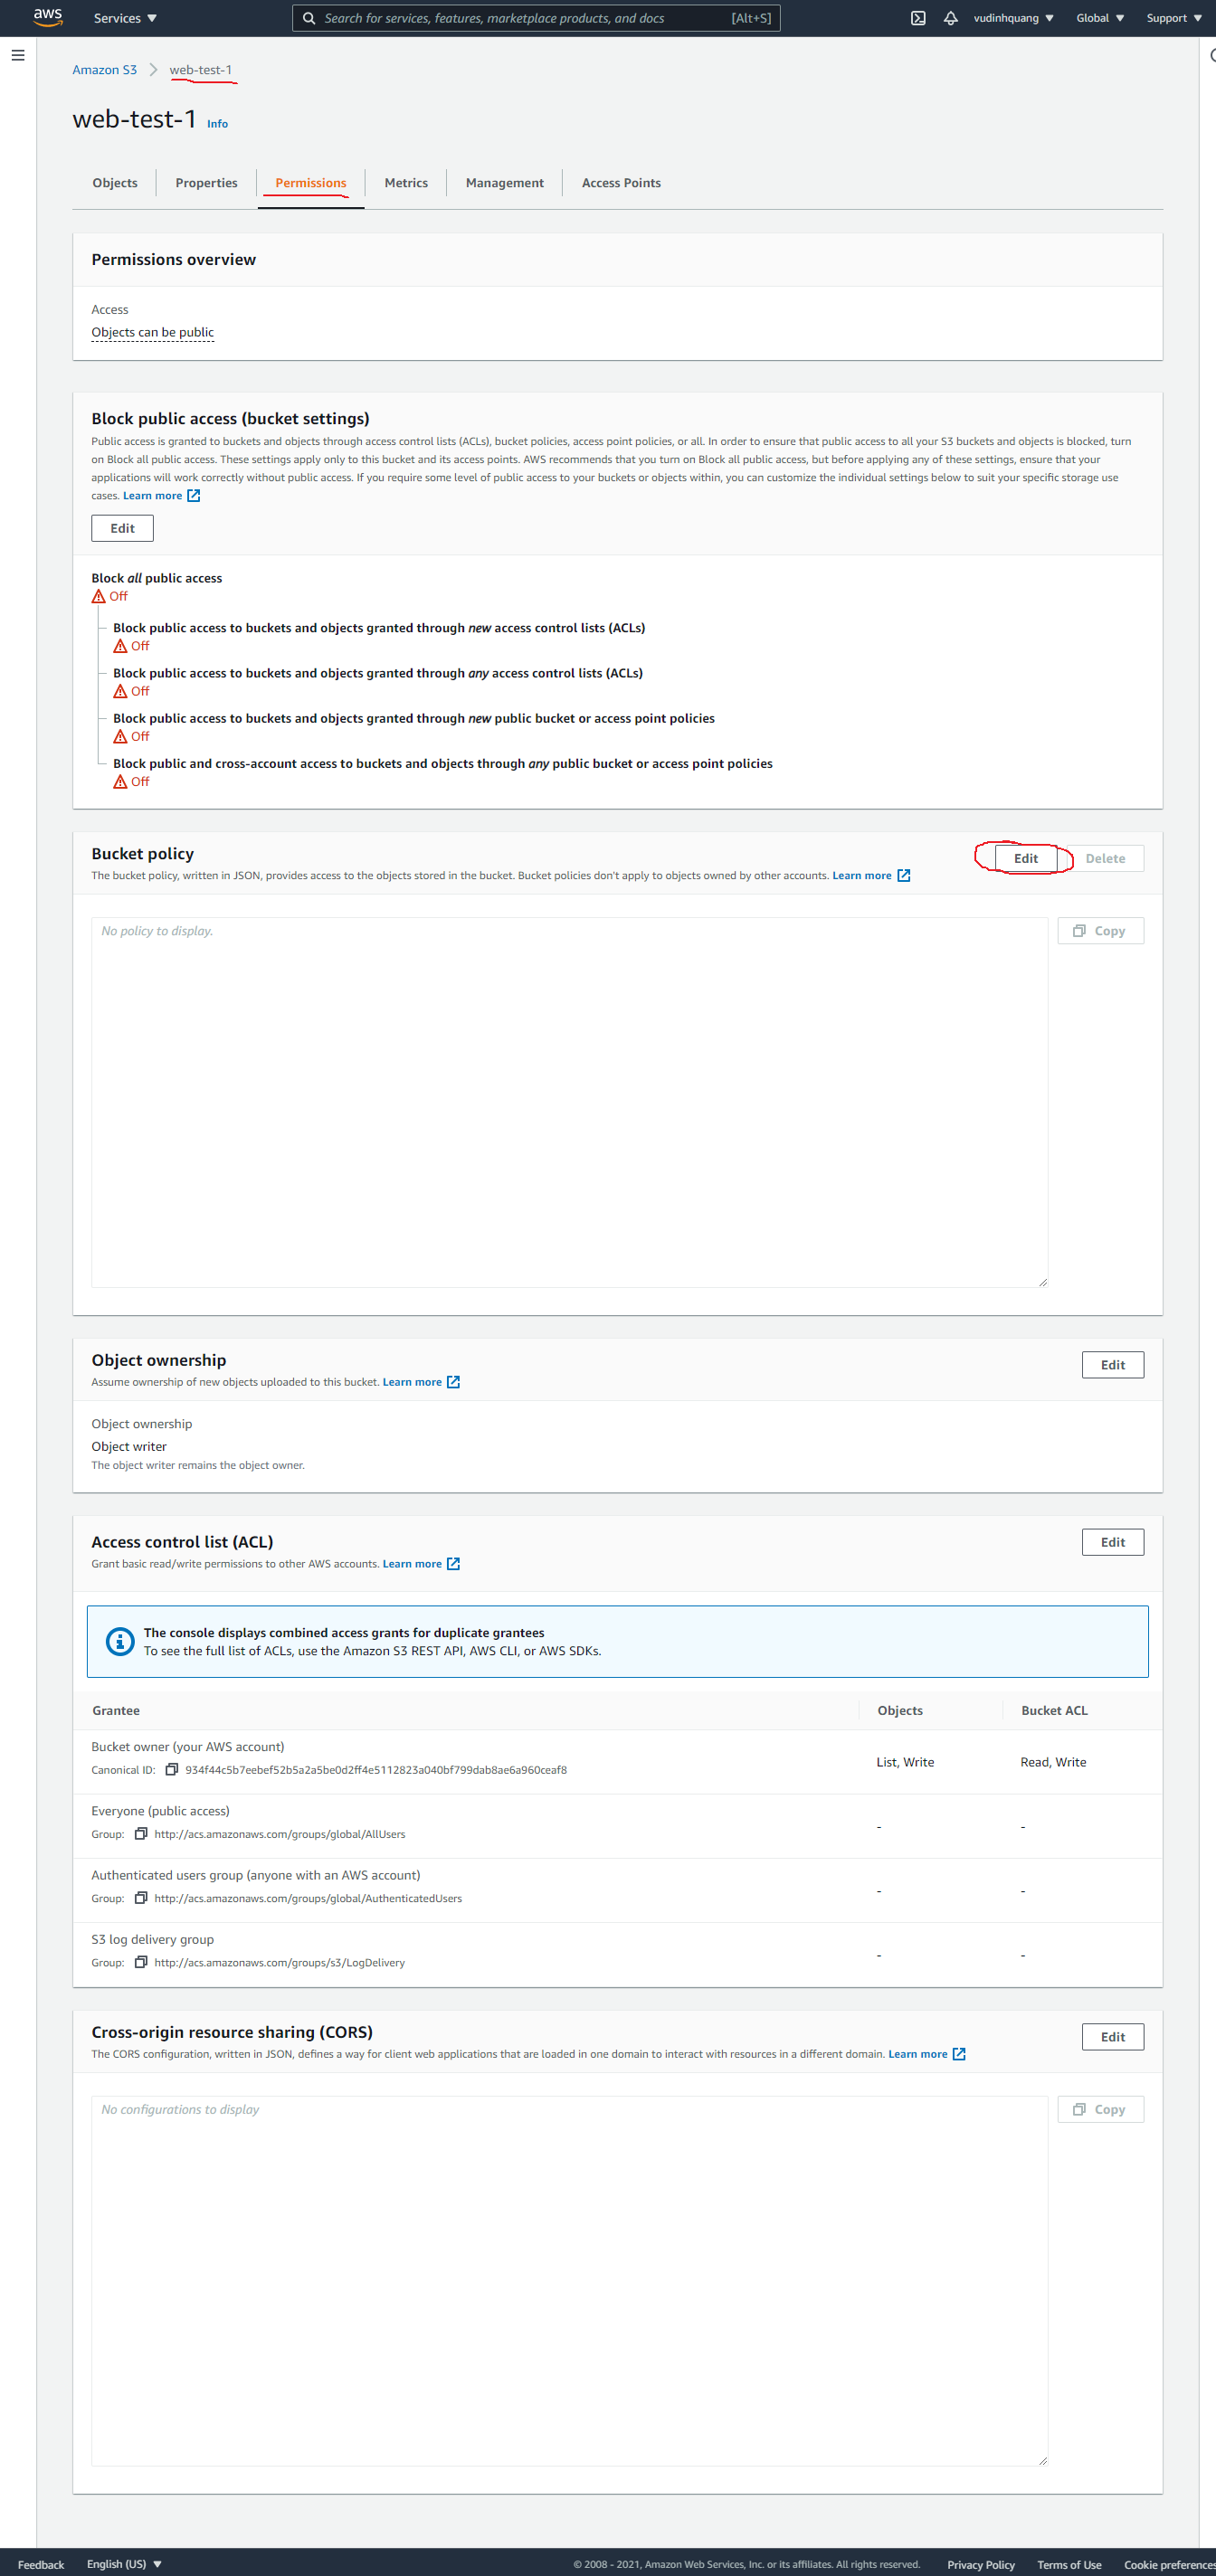 aws Services Search for services, features, marketplace products, and docs [Alt+S] vudinhquang Global Support
Amazon S3 web-test-1
web-test-1 Info
Objects Properties Permissions Metrics Management Access Points
Permissions overview
Access
Objects can be public
Block public access (bucket settings)
Public access is granted to buckets and objects through access control lists (ACLs), bucket policies, access point policies, or all. In order to ensure that public access to all your S3 buckets and objects is blocked, turn
on Block all public access. These settings apply only to this bucket and its access points. AWS recommends that you turn on Block all public access, but before applying any of these settings, ensure that your
applications will work correctly without public access. If you require some level of public access to your buckets or objects within, you can customize the individual settings below to suit your specific storage use
cases. Learn more
Edit
Block all public access
Off
Block public access to buckets and objects granted through new access control lists (ACLs)
Off
Block public access to buckets and objects granted through any access control lists (ACLs)
Off
Block public access to buckets and objects granted through new public bucket or access point policies
Off
Block public and cross-account access to buckets and objects through any public bucket or access point policies
Off
Bucket policy Edit Delete
The bucket policy, written in JSON, provides access to the objects stored in the bucket. Bucket policies don't apply to objects owned by other accounts. Learn more
No policy to display. Copy
Object ownership Edit
Assume ownership of new objects uploaded to this bucket. Learn more
Object ownership
Object writer
The object writer remains the object owner.
Access control list (ACL) Edit
Grant basic read/write permissions to other AWS accounts. Learn more
The console displays combined access grants for duplicate grantees
To see the full list of ACLs, use the Amazon S3 REST API, AWS CLI, or AWS SDKs.
Grantee Objects Bucket ACL
Bucket owner (your AWS account)
Canonical ID: 934f44c5b7eebef52b5a2a5be0d2ff4e5112823a040bf799dab8ae6a960ceaf8 List, Write Read, Write
Everyone (public access)
Group: http://acs.amazonaws.com/groups/global/AllUsers - -
Authenticated users group (anyone with an AWS account)
Group: http://acs.amazonaws.com/groups/global/AuthenticatedUsers - -
S3 log delivery group
Group: http://acs.amazonaws.com/groups/s3/LogDelivery - -
Cross-origin resource sharing (CORS) Edit
The CORS configuration, written in JSON, defines a way for client web applications that are loaded in one domain to interact with resources in a different domain. Learn more
No configurations to display Copy
Feedback English (US) © 2008 - 2021, Amazon Web Services, Inc. or its affiliates. All rights reserved. Privacy Policy Terms of Use Cookie preferences